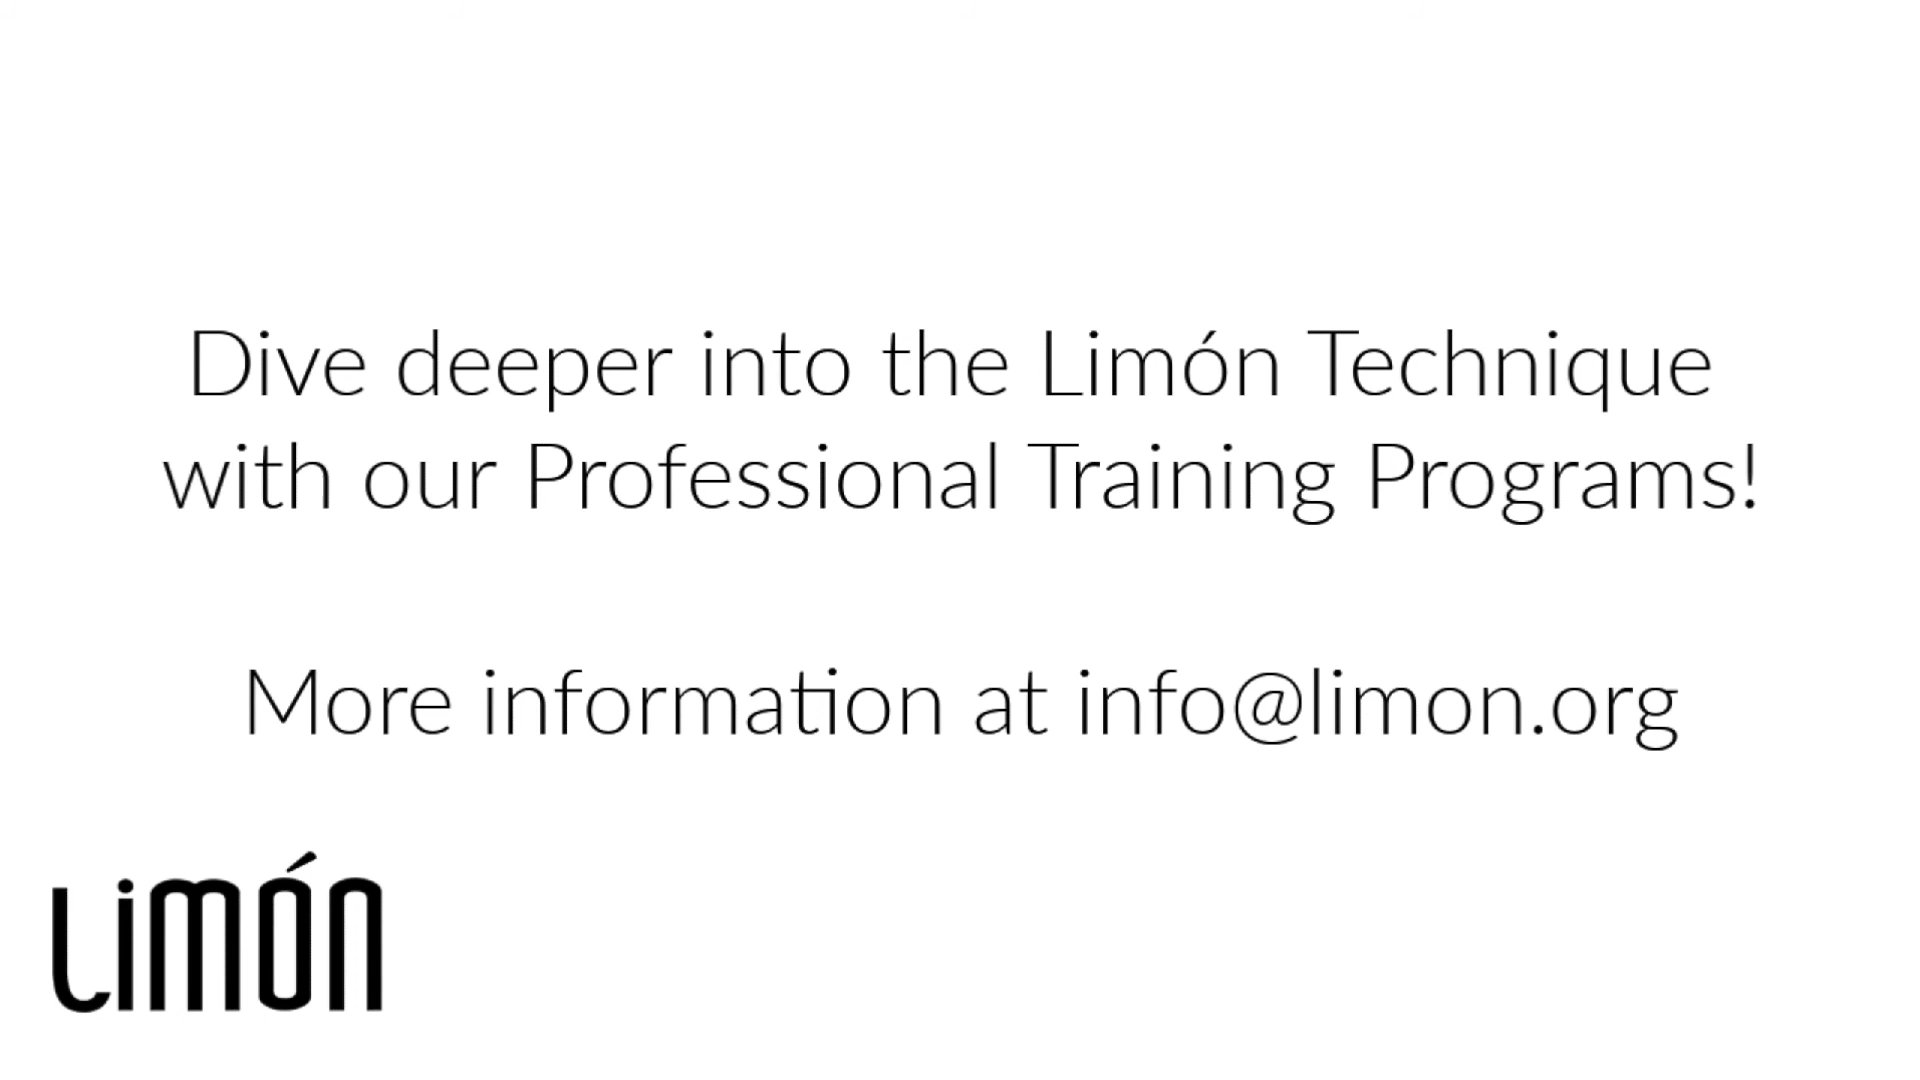 Dive deeper into the Limón Technique
with our Professional Training Programs!
More information at info@limon.org
Limón